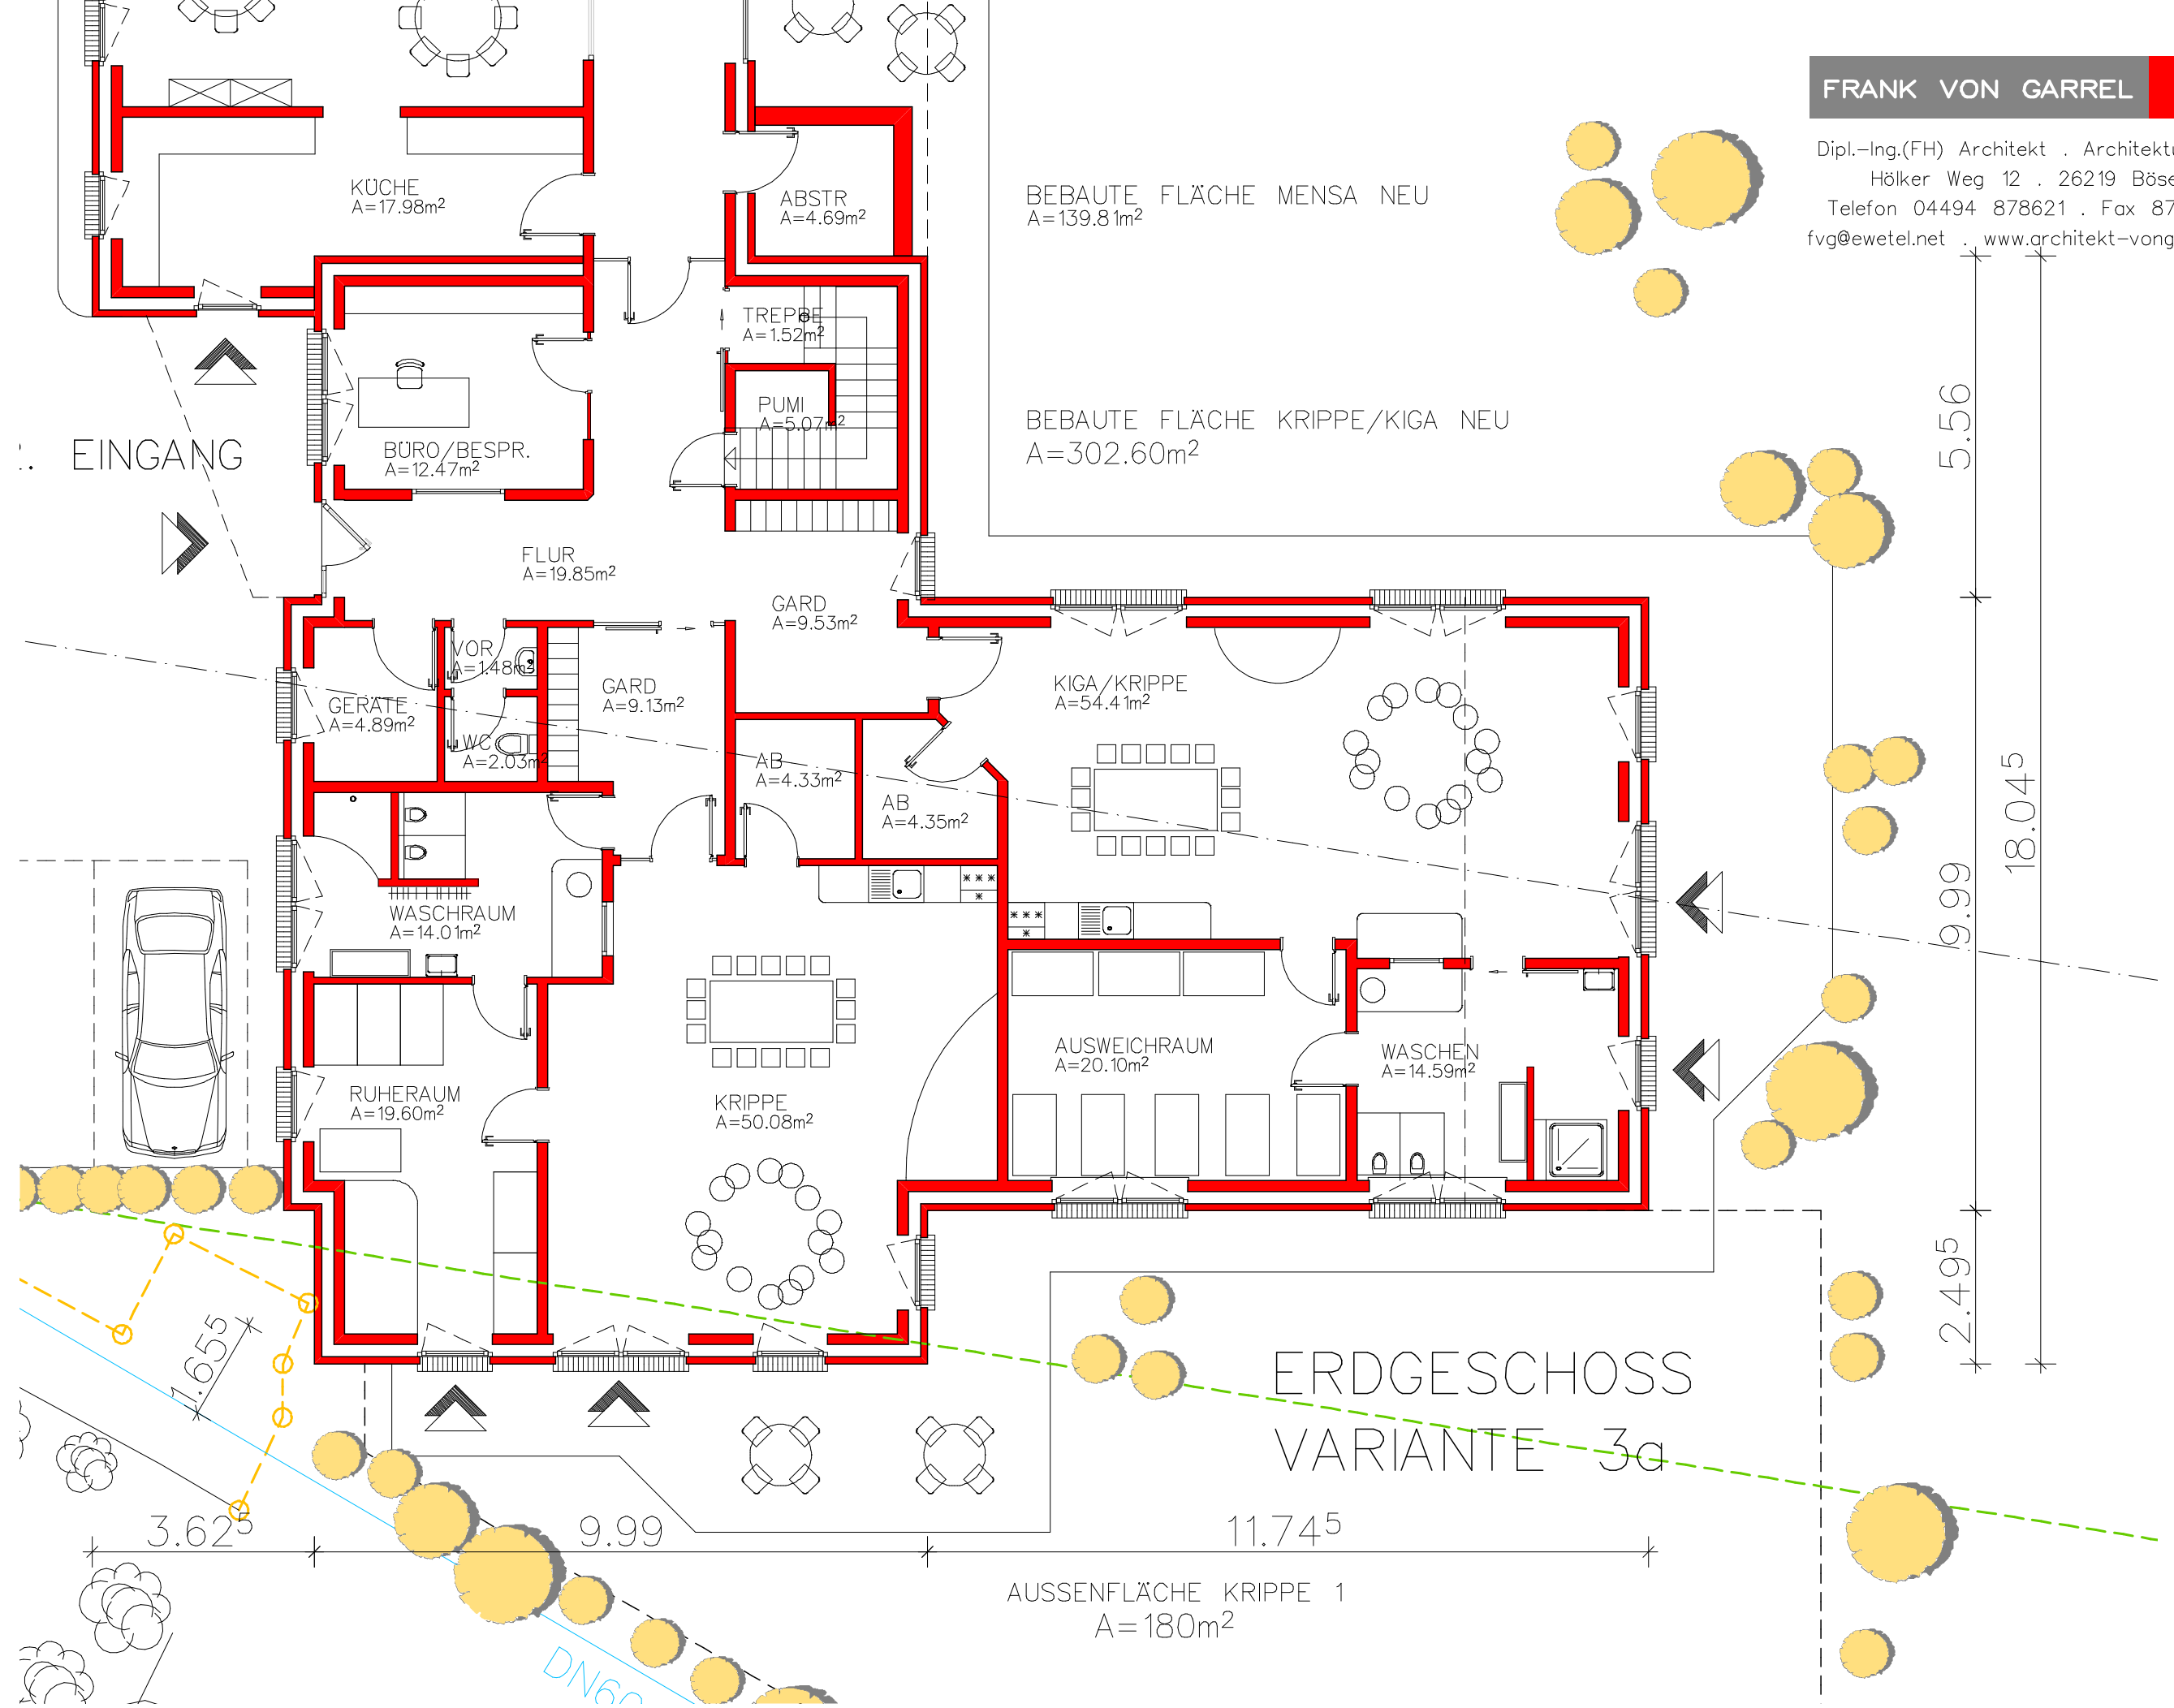 FRANK VON GARREL
Dipl.-Ing.(FH) Architekt .
Hölker Weg 12 . 26219
Telefon 04494 878621 . Fax
fvg@ewetel.net .
KÜCHE
A=17.98m²
ABSTR
A=4.69m²
BEBAUTE FLÄCHE MENSA NEU
A=139.81m²
TREPPE
A=1.52m²
PUMI
A=5.07m²
BEBAUTE FLÄCHE KRIPPE/KIGA NEU
A=302.60m²
5.56
EINGANG
BÜRO/BESPR.
A=12.47m²
FLUR
A=19.85m²
GARD
A=9.53m²
VOR
A=1.48m²
GARD
A=9.13m²
KIGA/KRIPPE
A=54.41m²
GERÄTE
A=4.89m²
WC
A=2.03m²
AB
A=4.33m²
AB
A=4.35m²
18.04⁵
9.99
WASCHRAUM
A=14.01m²
AUSWEICHRAUM
A=20.10m²
WASCHEN
A=14.59m²
RUHERAUM
A=19.60m²
KRIPPE
A=50.08m²
2.49⁵
1.65⁵
ERDGESCHOSS
VARIANTE 3a
3.62⁵
9.99
11.74⁵
AUSSENFLÄCHE KRIPPE 1
A=180m²